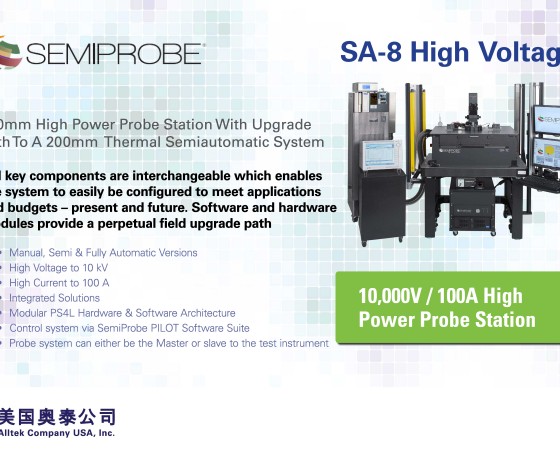 SEMIPROBE
SA-8 High Voltag
0mm High Power Probe Station With Upgrade
th To A 200mm Thermal Semiautomatic System
l key components are interchangeable which enables
e system to easily be configured to meet applications
d budgets – present and future. Software and hardware
odules provide a perpetual field upgrade path
• Manual, Semi & Fully Automatic Versions
• High Voltage to 10 kV
• High Current to 100 A
• Integrated Solutions
• Modular PS4L Hardware & Software Architecture
• Control system via SemiProbe PILOT Software Suite
• Probe system can either be the Master or slave to the test instrument
10,000V / 100A High
Power Probe Station
美国奥泰公司
Alltek Company USA, Inc.